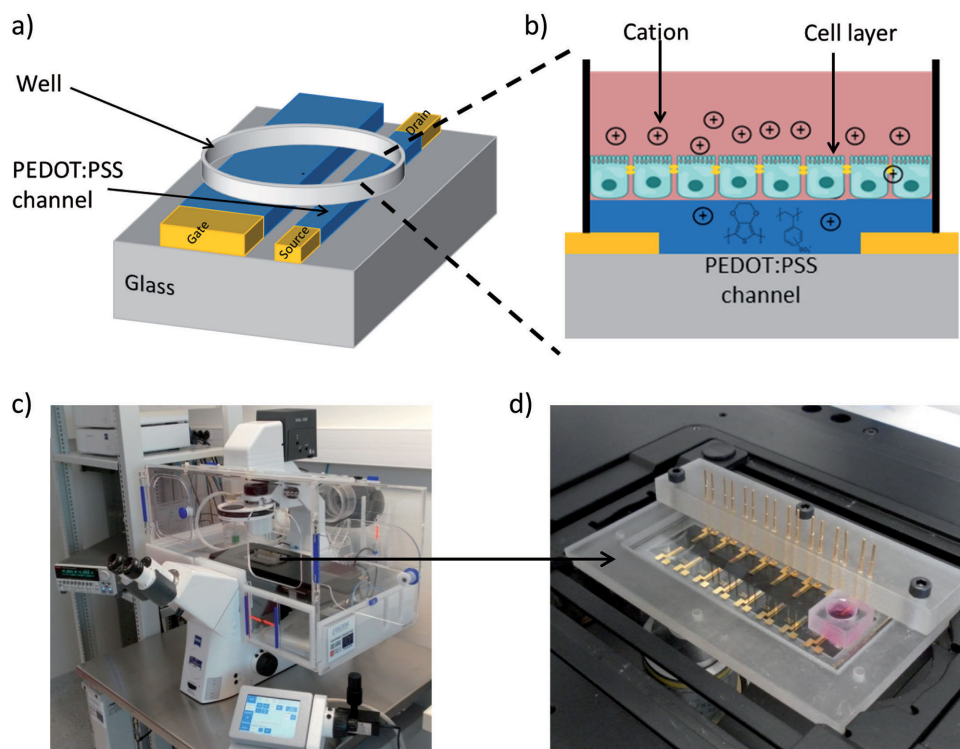 a)
b)
Cation
Cell layer
Well
Drain
PEDOT:PSS
channel
Gate
Source
Glass
PEDOT:PSS
channel
c)
d)